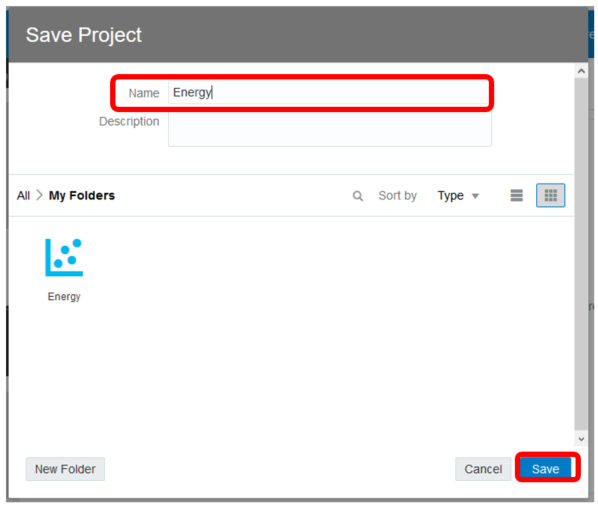 Save Project
Name Energy
Description
All > My Folders Sort by Type
Energy
New Folder Cancel Save